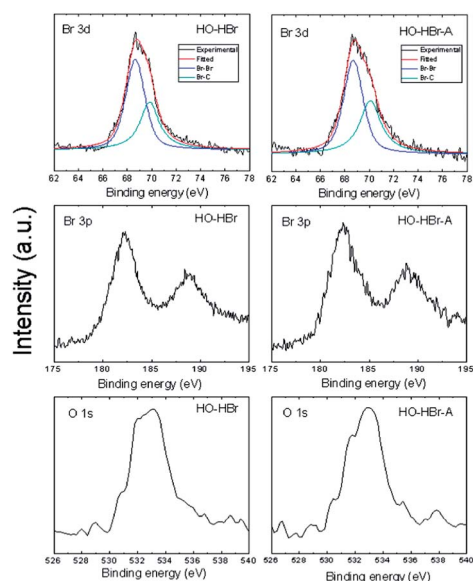 Intensity (a.u.)
Br 3d HO-HBr
Experimental
Fitted
Br-Br
Br-C
62 64 66 68 70 72 74 76 78
Binding energy (eV)
Br 3d HO-HBr-A
Experimental
Fitted
Br-Br
Br-C
62 64 66 68 70 72 74 76 78
Binding energy (eV)
Br 3p HO-HBr
175 180 185 190 195
Binding energy (eV)
Br 3p HO-HBr-A
175 180 185 190 195
Binding energy (eV)
O 1s HO-HBr
526 528 530 532 534 536 538 540
Binding energy (eV)
O 1s HO-HBr-A
526 528 530 532 534 536 538 540
Binding energy (eV)